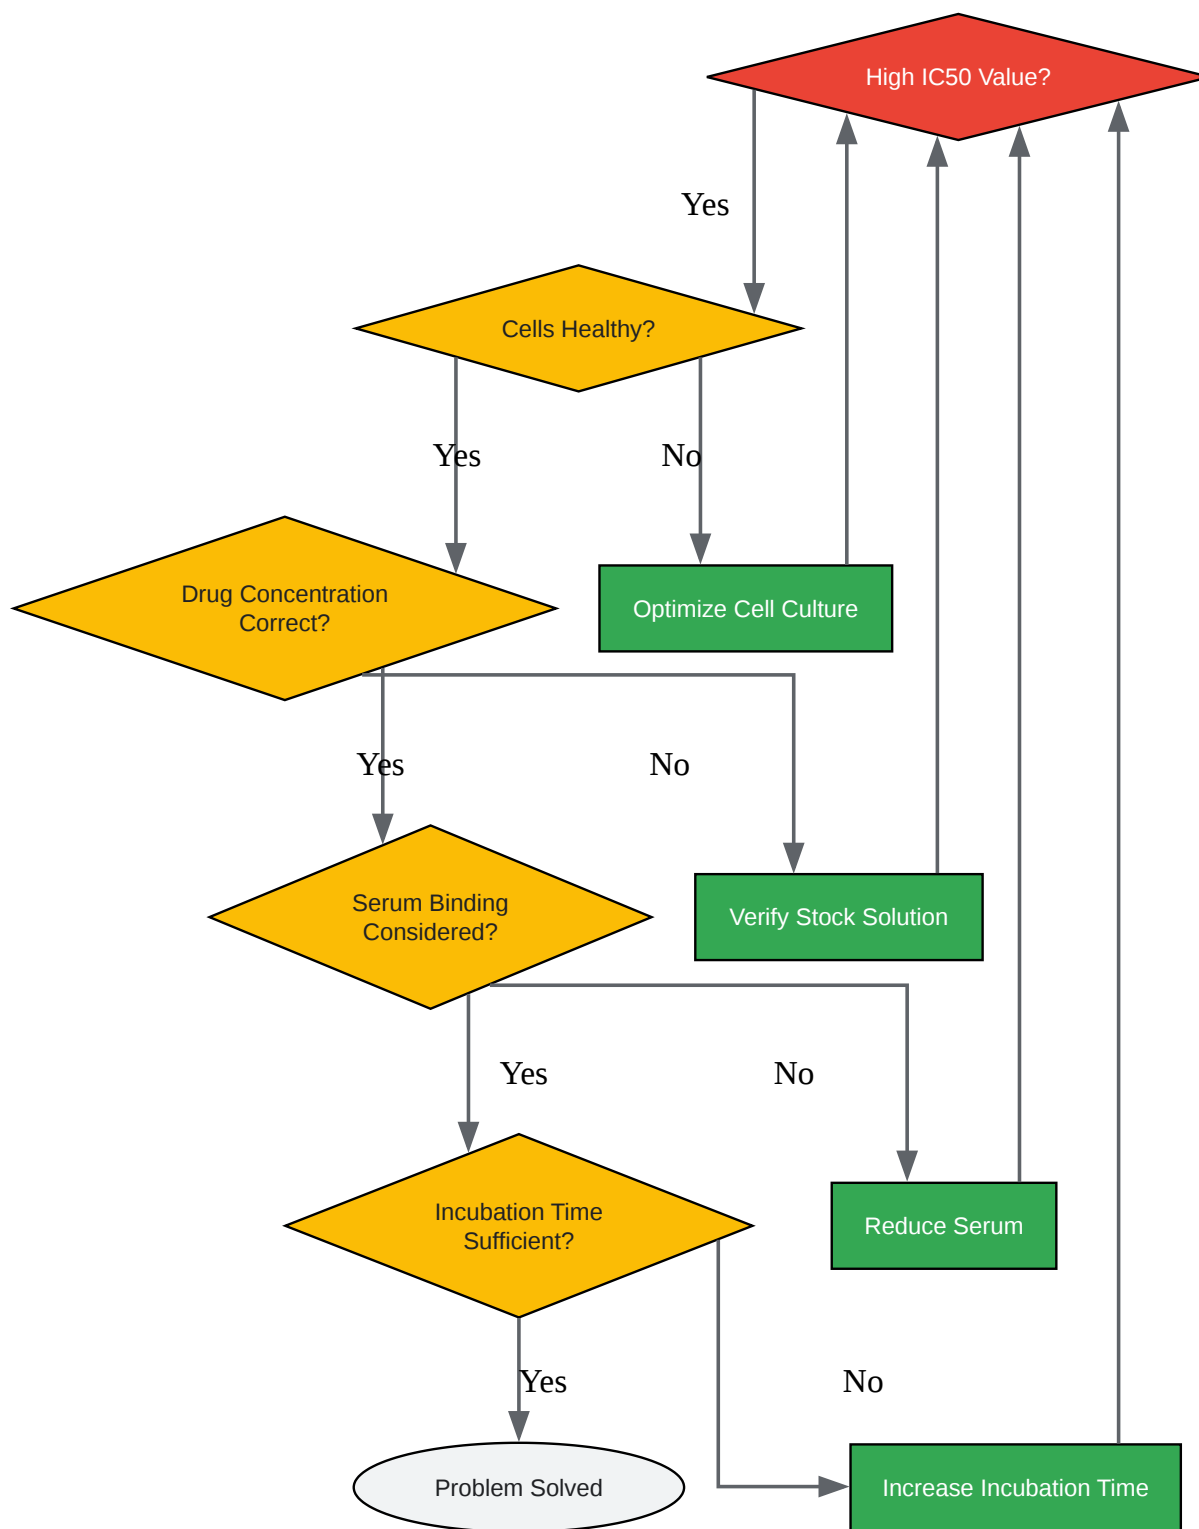 High IC50 Value?
Yes
Cells Healthy?
Yes
No
Drug Concentration
Correct?
Optimize Cell Culture
Yes
No
Serum Binding
Considered?
Verify Stock Solution
Yes
No
Incubation Time
Sufficient?
Reduce Serum
Yes
No
Problem Solved
Increase Incubation Time